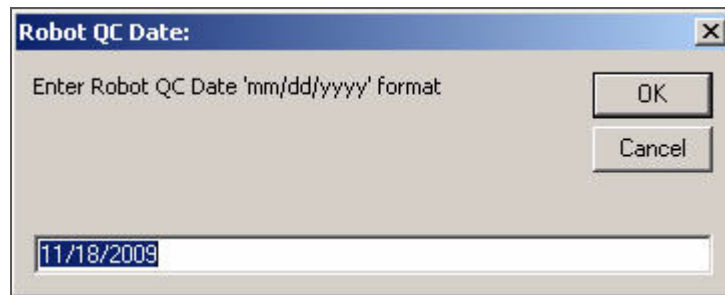 Robot QC Date:
Enter Robot QC Date 'mm/dd/yyyy' format
OK
Cancel
11/18/2009